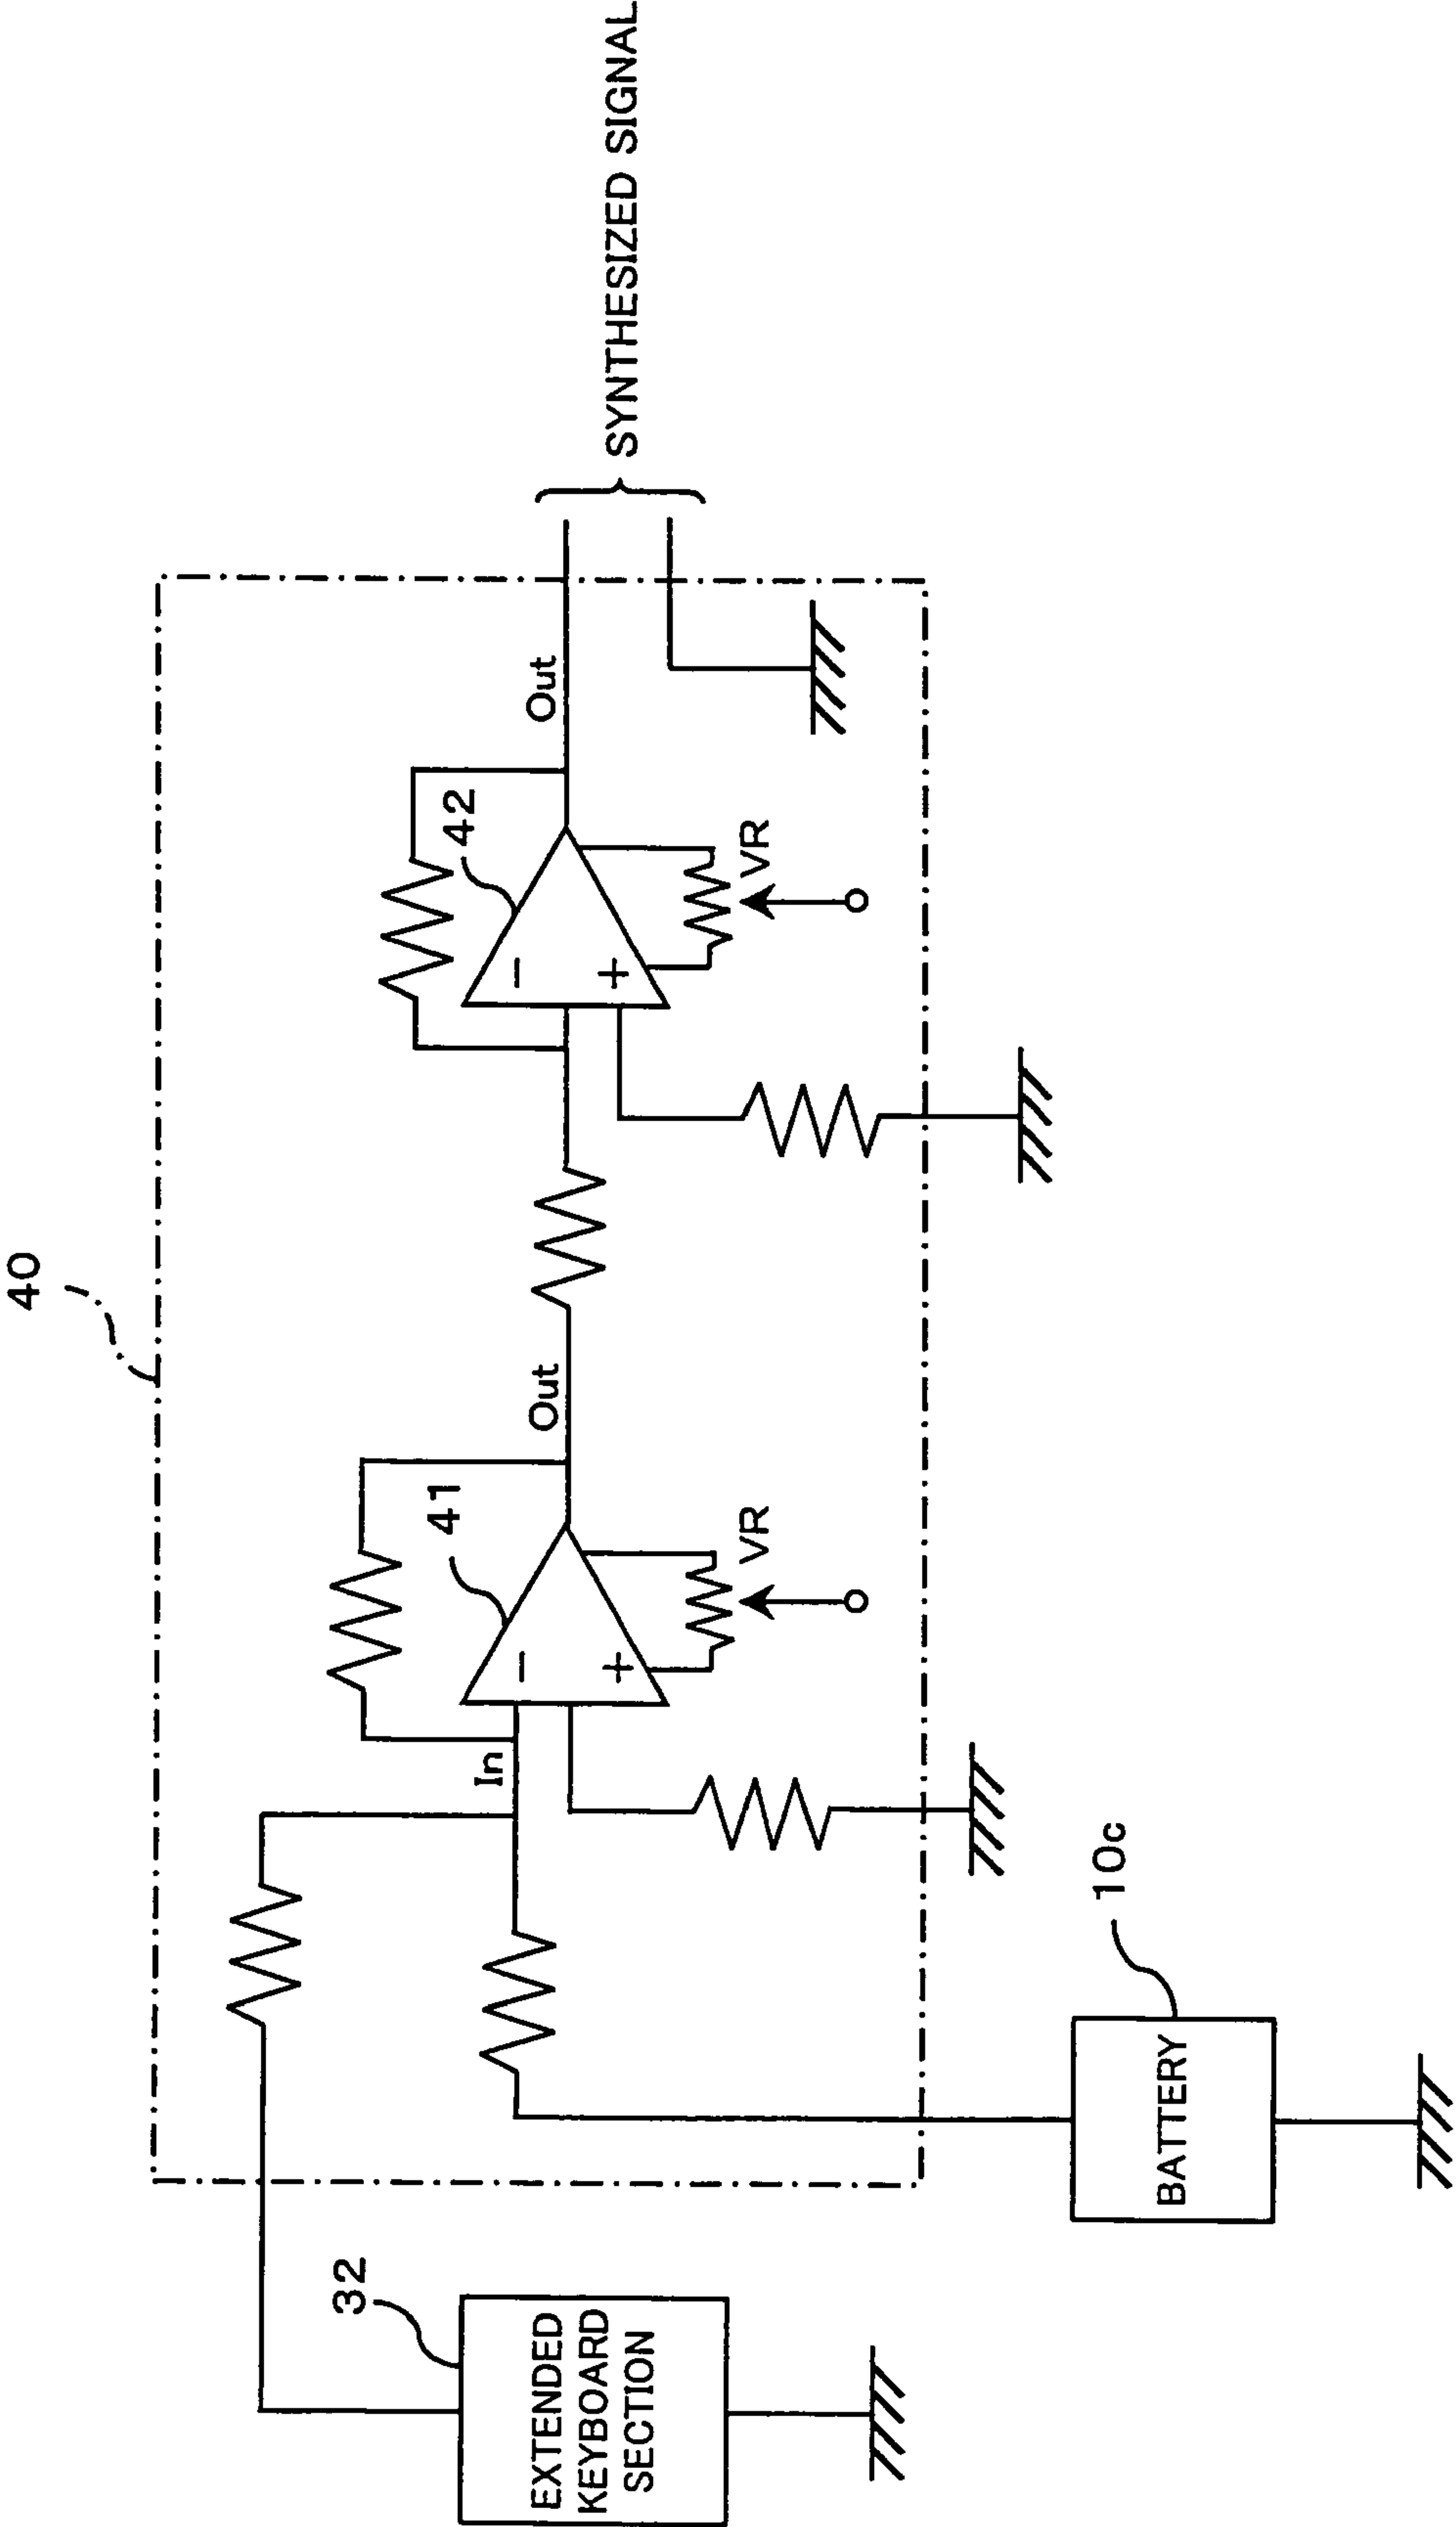 40
32
EXTENDED
KEYBOARD
SECTION
BATTERY
10c
In
41
−
+
VR
Out
42
−
+
VR
Out
SYNTHESIZED SIGNAL